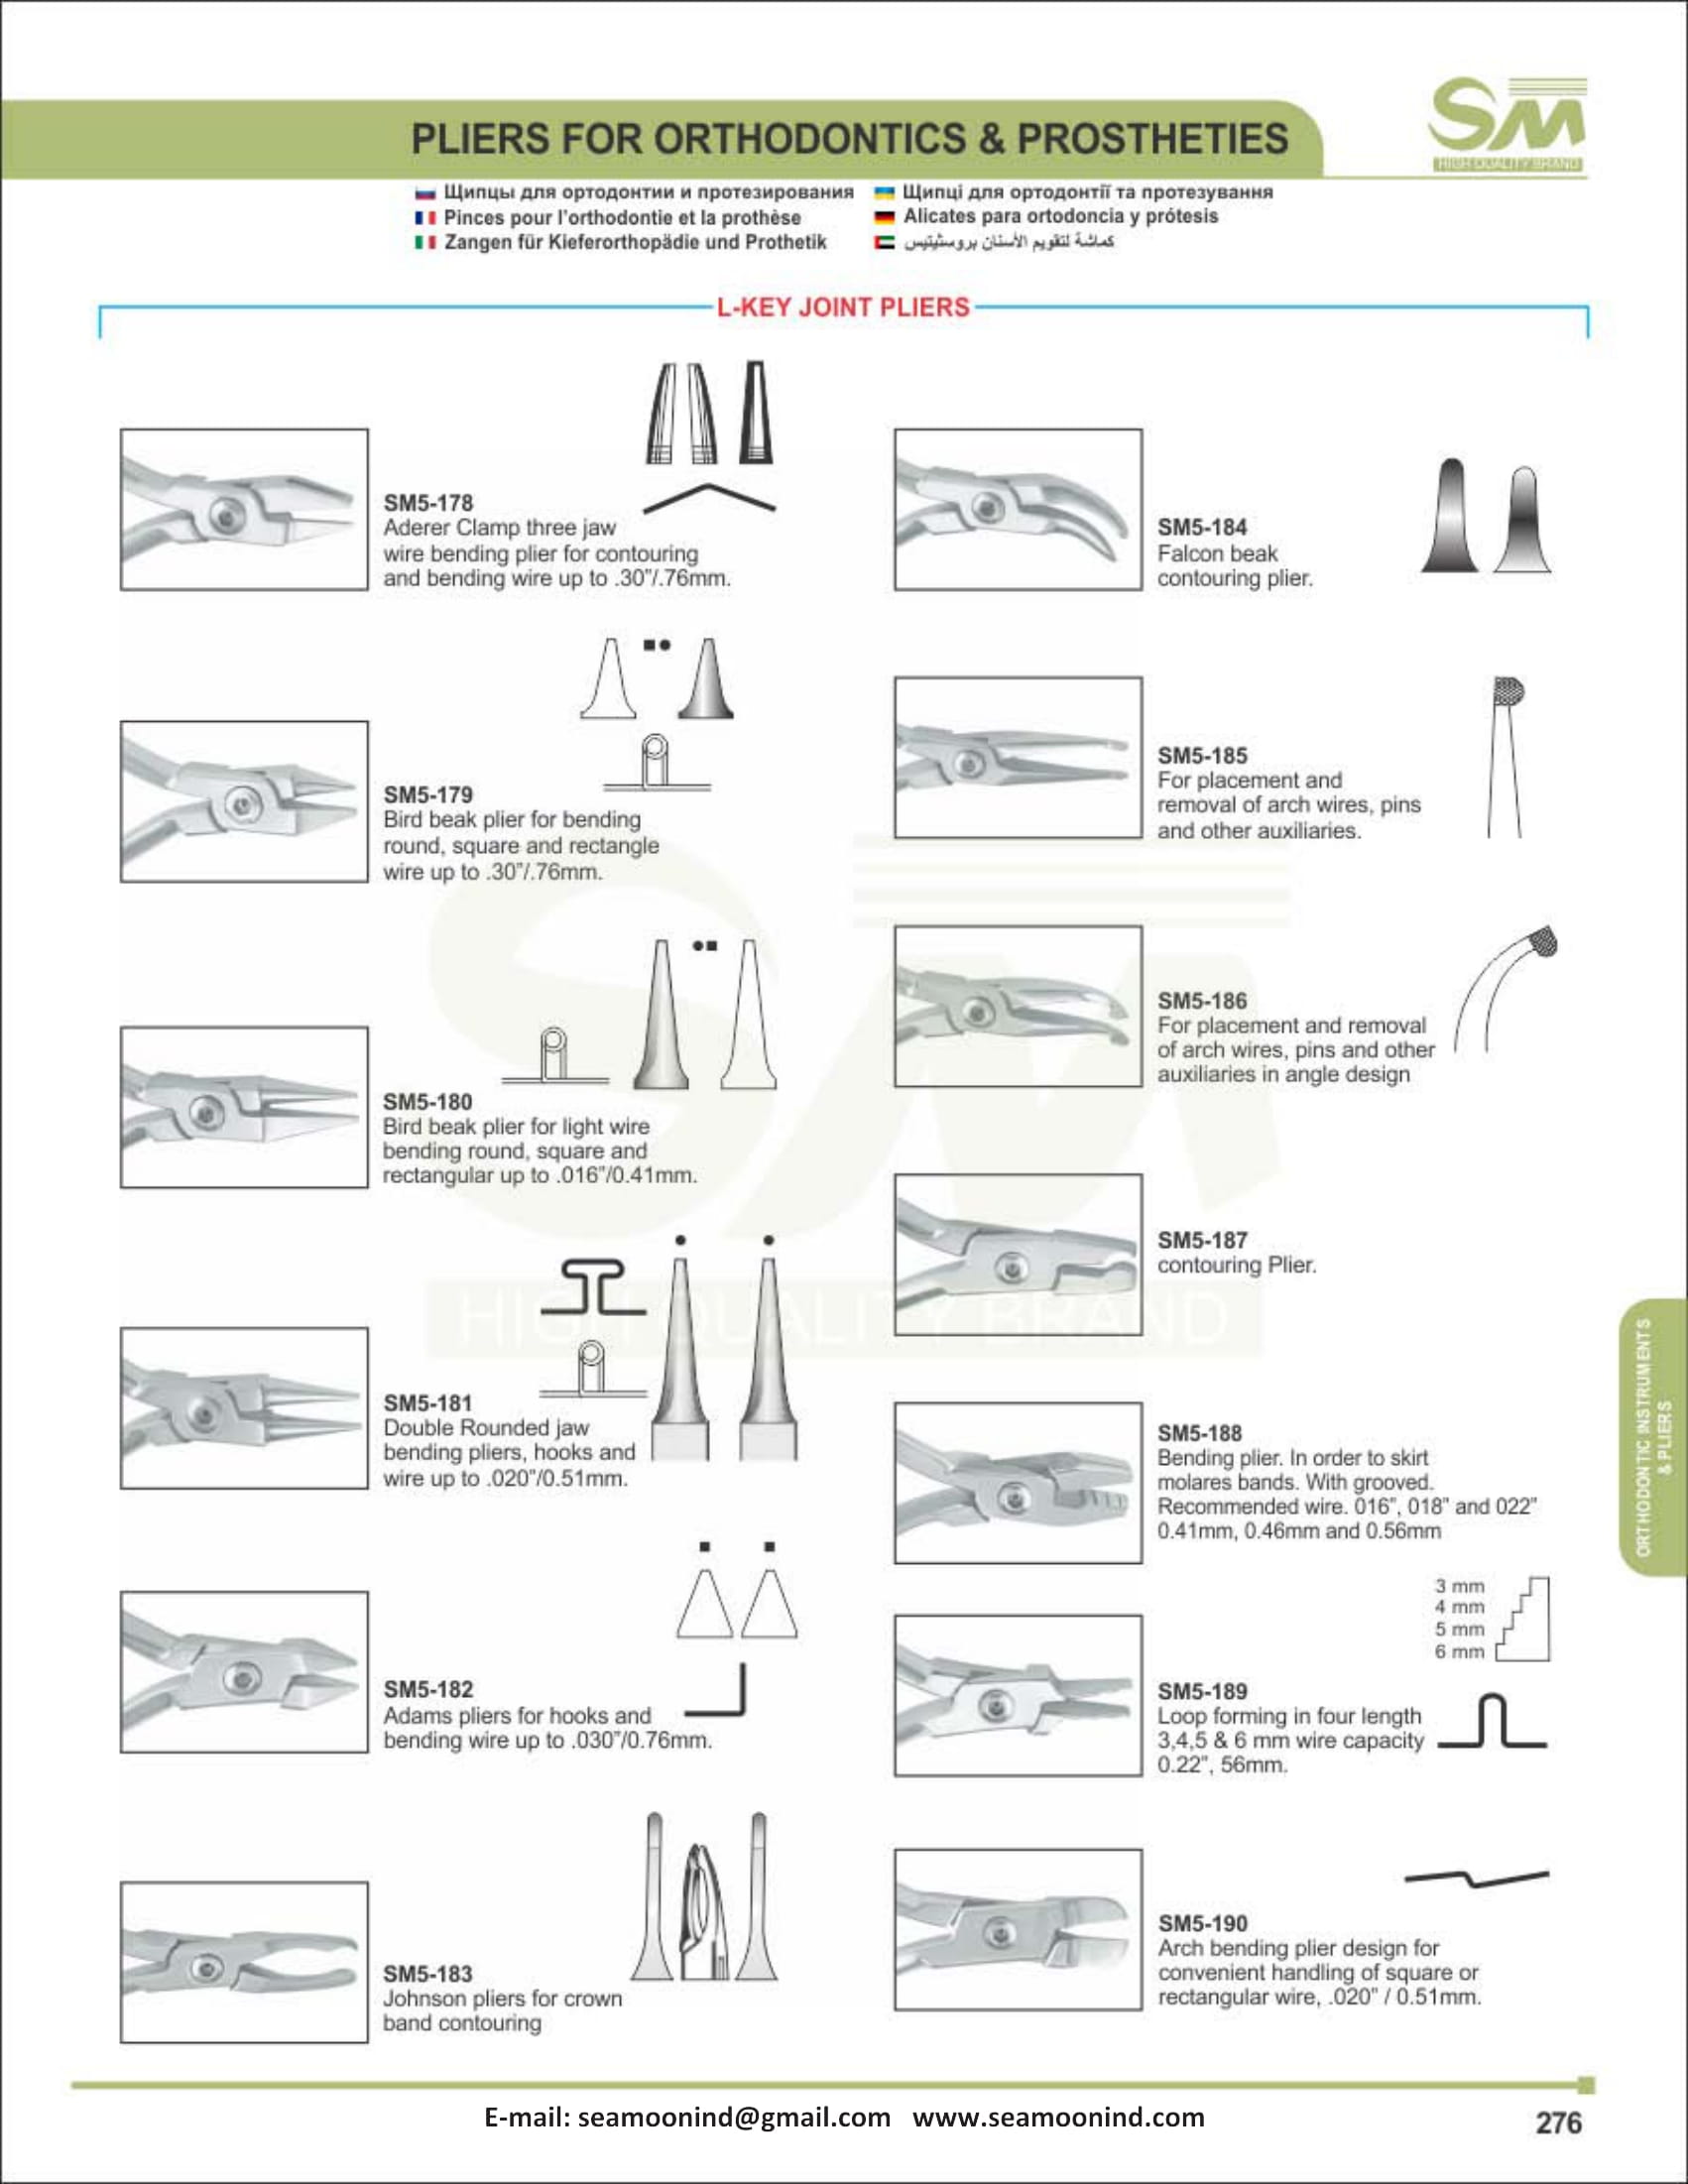 SM
HIGH QUALITY BRAND
PLIERS FOR ORTHODONTICS & PROSTHETIES
Щипцы для ортодонтии и протезирования
Щипці для ортодонтії та протезування
Pinces pour l'orthodontie et la prothèse
Alicates para ortodoncia y prótesis
Zangen für Kieferorthopädie und Prothetik
كماشة لتقويم الأسنان بروسثيتيس
L-KEY JOINT PLIERS
SM5-178
Aderer Clamp three jaw
wire bending plier for contouring
and bending wire up to .30"/.76mm.
SM5-179
Bird beak plier for bending
round, square and rectangle
wire up to .30"/.76mm.
SM5-180
Bird beak plier for light wire
bending round, square and
rectangular up to .016"/0.41mm.
SM5-181
Double Rounded jaw
bending pliers, hooks and
wire up to .020"/0.51mm.
SM5-182
Adams pliers for hooks and
bending wire up to .030"/0.76mm.
SM5-183
Johnson pliers for crown
band contouring
SM5-184
Falcon beak
contouring plier.
SM5-185
For placement and
removal of arch wires, pins
and other auxiliaries.
SM5-186
For placement and removal
of arch wires, pins and other
auxiliaries in angle design
SM5-187
contouring Plier.
SM5-188
Bending plier. In order to skirt
molares bands. With grooved.
Recommended wire. 016", 018" and 022"
0.41mm, 0.46mm and 0.56mm
3 mm
4 mm
5 mm
6 mm
SM5-189
Loop forming in four length
3,4,5 & 6 mm wire capacity
0.22", 56mm.
SM5-190
Arch bending plier design for
convenient handling of square or
rectangular wire, .020" / 0.51mm.
SM
HIGH QUALITY BRAND
ORTHODONTIC INSTRUMENTS
& PLIERS
E-mail: seamoonind@gmail.com www.seamoonind.com
276